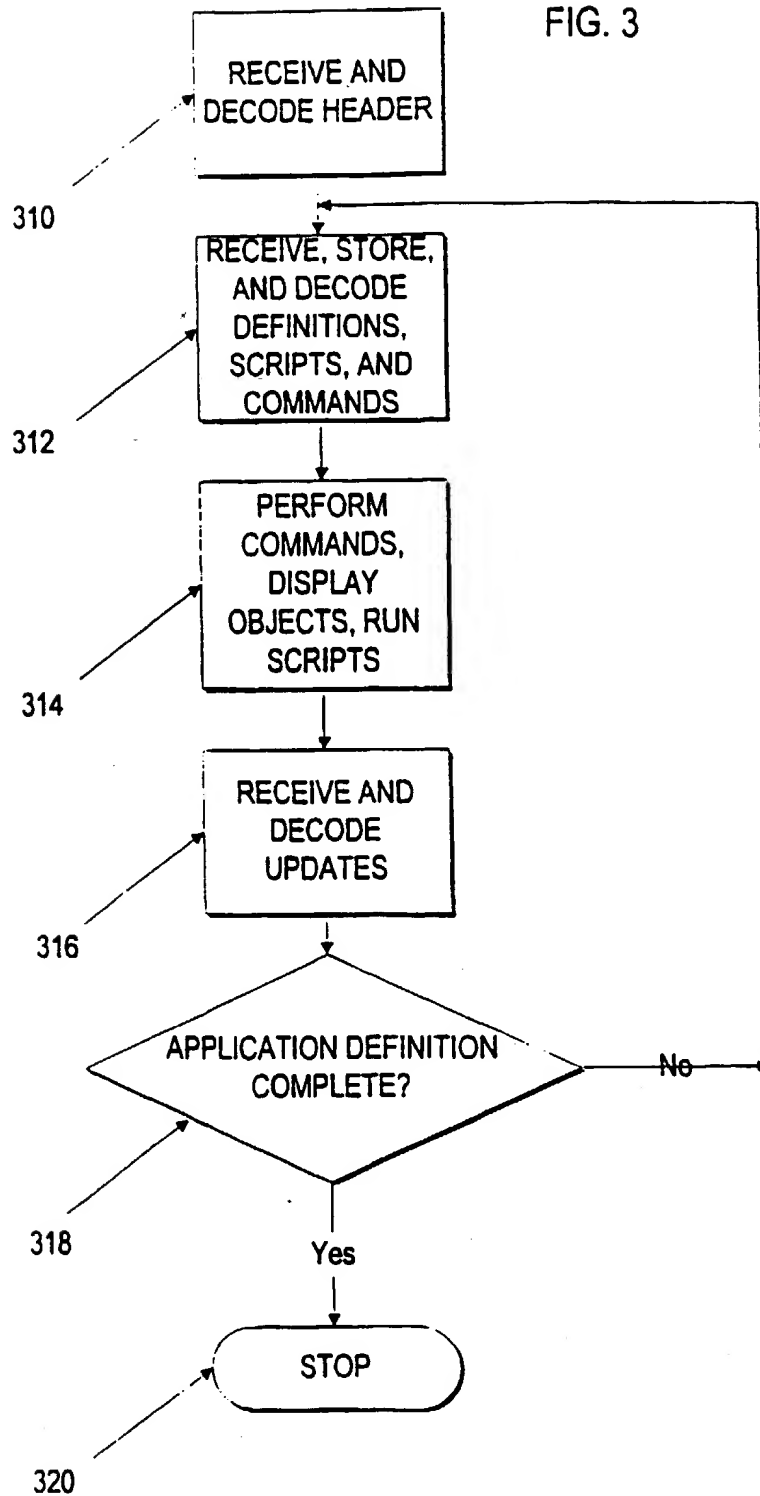 FIG. 3
RECEIVE AND
DECODE HEADER
310
RECEIVE, STORE,
AND DECODE
DEFINITIONS,
SCRIPTS, AND
COMMANDS
312
PERFORM
COMMANDS,
DISPLAY
OBJECTS, RUN
SCRIPTS
314
RECEIVE AND
DECODE
UPDATES
316
APPLICATION DEFINITION
COMPLETE?
No
318
Yes
STOP
320